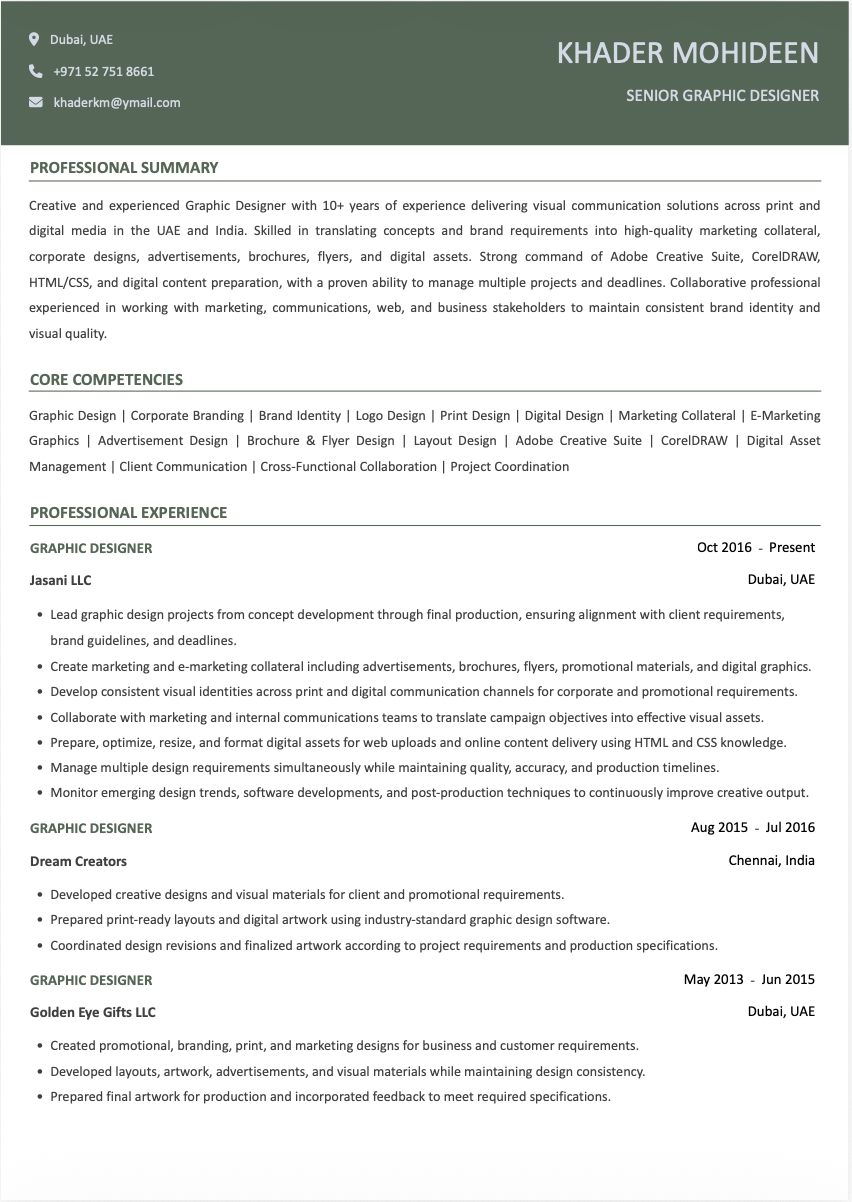 Dubai, UAE
+971 52 751 8661
khaderkm@ymail.com
KHADER MOHIDEEN
SENIOR GRAPHIC DESIGNER
PROFESSIONAL SUMMARY
Creative and experienced Graphic Designer with 10+ years of experience delivering visual communication solutions across print and
digital media in the UAE and India. Skilled in translating concepts and brand requirements into high-quality marketing collateral,
corporate designs, advertisements, brochures, flyers, and digital assets. Strong command of Adobe Creative Suite, CorelDRAW,
HTML/CSS, and digital content preparation, with a proven ability to manage multiple projects and deadlines. Collaborative professional
experienced in working with marketing, communications, web, and business stakeholders to maintain consistent brand identity and
visual quality.
CORE COMPETENCIES
Graphic Design | Corporate Branding | Brand Identity | Logo Design | Print Design | Digital Design | Marketing Collateral | E-Marketing
Graphics | Advertisement Design | Brochure & Flyer Design | Layout Design | Adobe Creative Suite | CorelDRAW | Digital Asset
Management | Client Communication | Cross-Functional Collaboration | Project Coordination
PROFESSIONAL EXPERIENCE
GRAPHIC DESIGNER Oct 2016 - Present
Jasani LLC Dubai, UAE
• Lead graphic design projects from concept development through final production, ensuring alignment with client requirements,
brand guidelines, and deadlines.
• Create marketing and e-marketing collateral including advertisements, brochures, flyers, promotional materials, and digital graphics.
• Develop consistent visual identities across print and digital communication channels for corporate and promotional requirements.
• Collaborate with marketing and internal communications teams to translate campaign objectives into effective visual assets.
• Prepare, optimize, resize, and format digital assets for web uploads and online content delivery using HTML and CSS knowledge.
• Manage multiple design requirements simultaneously while maintaining quality, accuracy, and production timelines.
• Monitor emerging design trends, software developments, and post-production techniques to continuously improve creative output.
GRAPHIC DESIGNER Aug 2015 - Jul 2016
Dream Creators Chennai, India
• Developed creative designs and visual materials for client and promotional requirements.
• Prepared print-ready layouts and digital artwork using industry-standard graphic design software.
• Coordinated design revisions and finalized artwork according to project requirements and production specifications.
GRAPHIC DESIGNER May 2013 - Jun 2015
Golden Eye Gifts LLC Dubai, UAE
• Created promotional, branding, print, and marketing designs for business and customer requirements.
• Developed layouts, artwork, advertisements, and visual materials while maintaining design consistency.
• Prepared final artwork for production and incorporated feedback to meet required specifications.